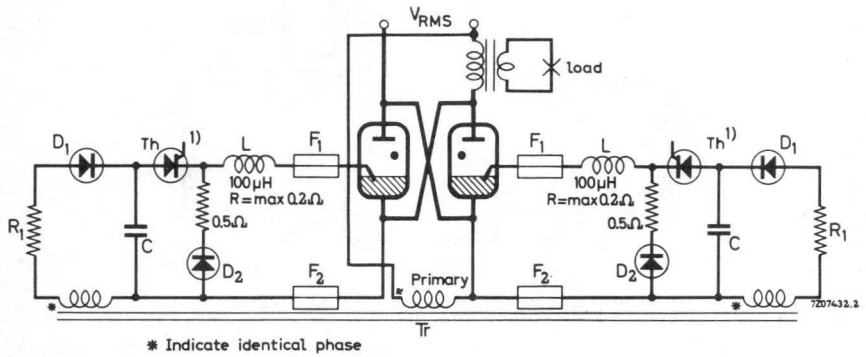 V_RMS
load
D₁
Th 1)
L
F₁
F₁
L
Th 1)
D₁
100μH
R=max 0.2Ω
100μH
R=max 0.2Ω
R₁
C
0.5Ω
D₂
0.5Ω
D₂
C
R₁
F₂
Primary
F₂
*
*
*
7Z07432.2
Tr
* Indicate identical phase